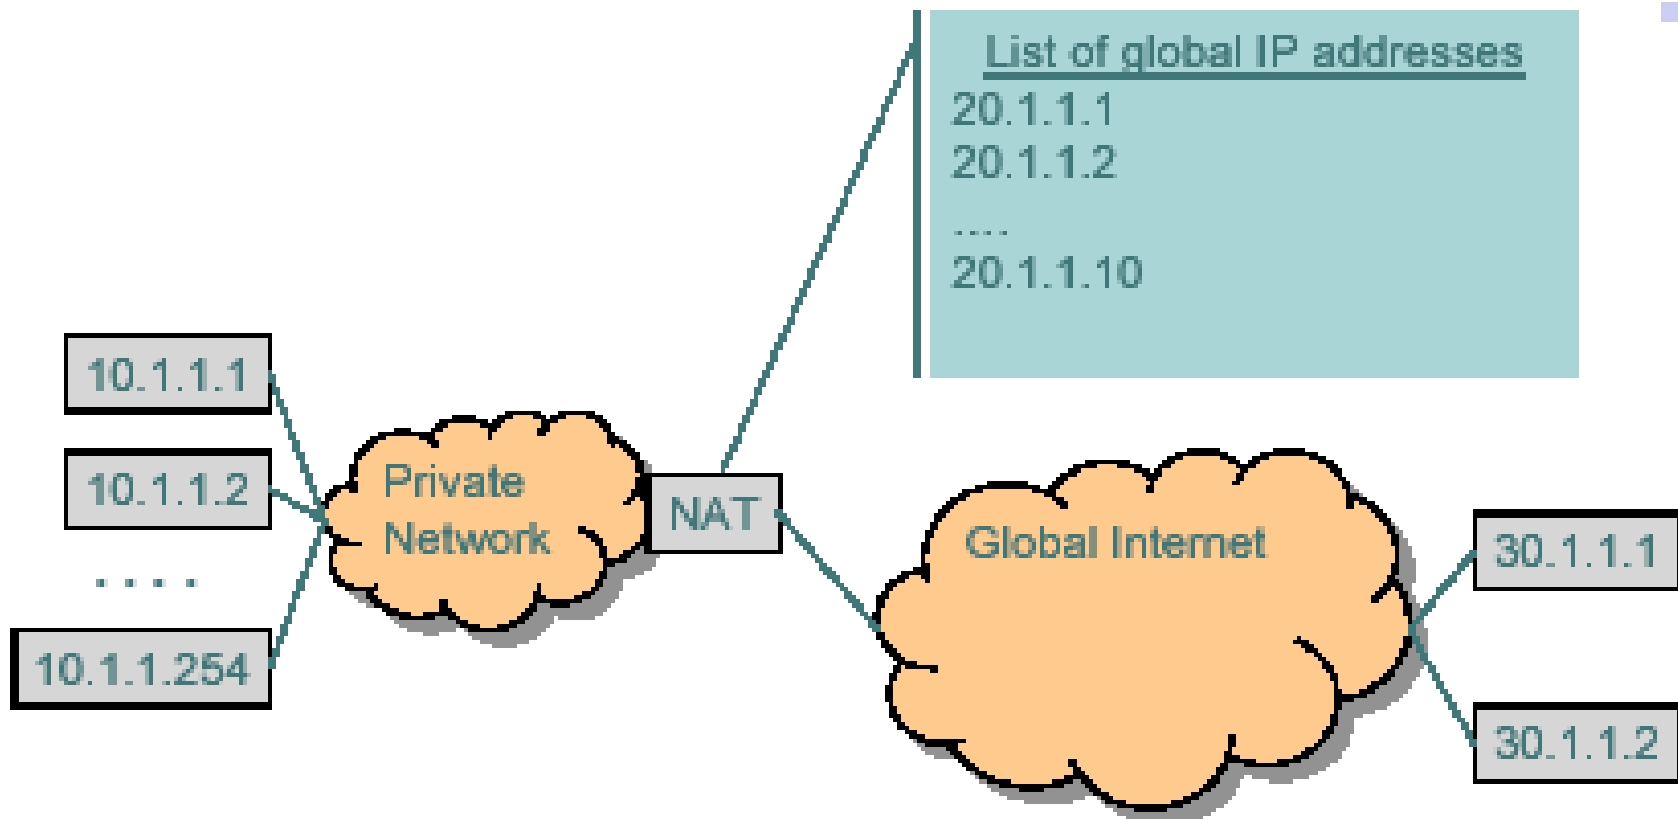 List of global IP addresses
20.1.1.1
20.1.1.2
....
20.1.1.10
10.1.1.1
10.1.1.2
....
10.1.1.254
Private
Network
NAT
Global Internet
30.1.1.1
30.1.1.2